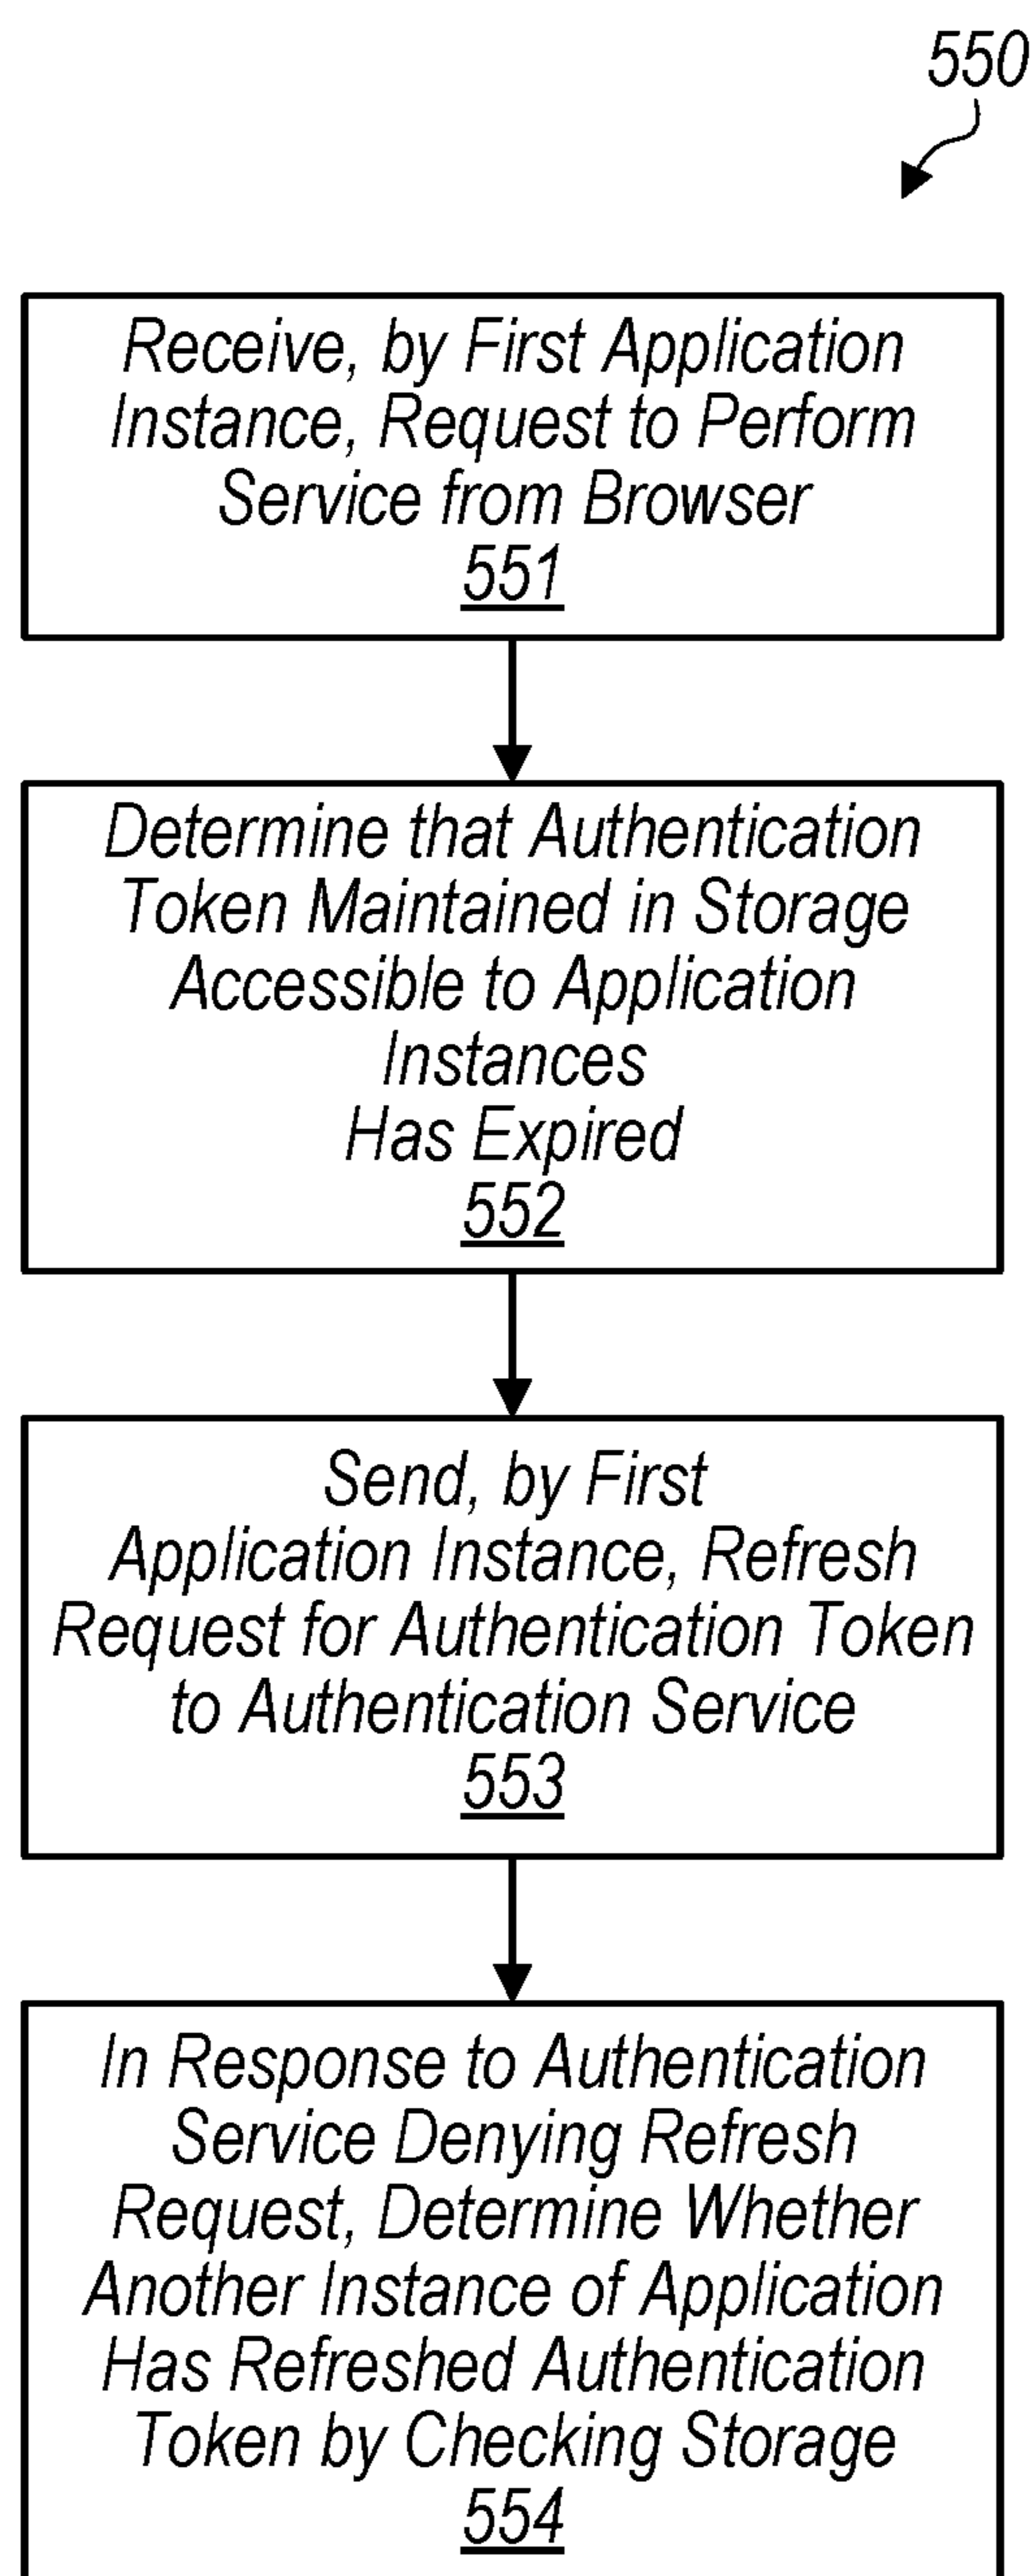 550
Receive, by First Application
Instance, Request to Perform
Service from Browser
551
Determine that Authentication
Token Maintained in Storage
Accessible to Application
Instances
Has Expired
552
Send, by First
Application Instance, Refresh
Request for Authentication Token
to Authentication Service
553
In Response to Authentication
Service Denying Refresh
Request, Determine Whether
Another Instance of Application
Has Refreshed Authentication
Token by Checking Storage
554